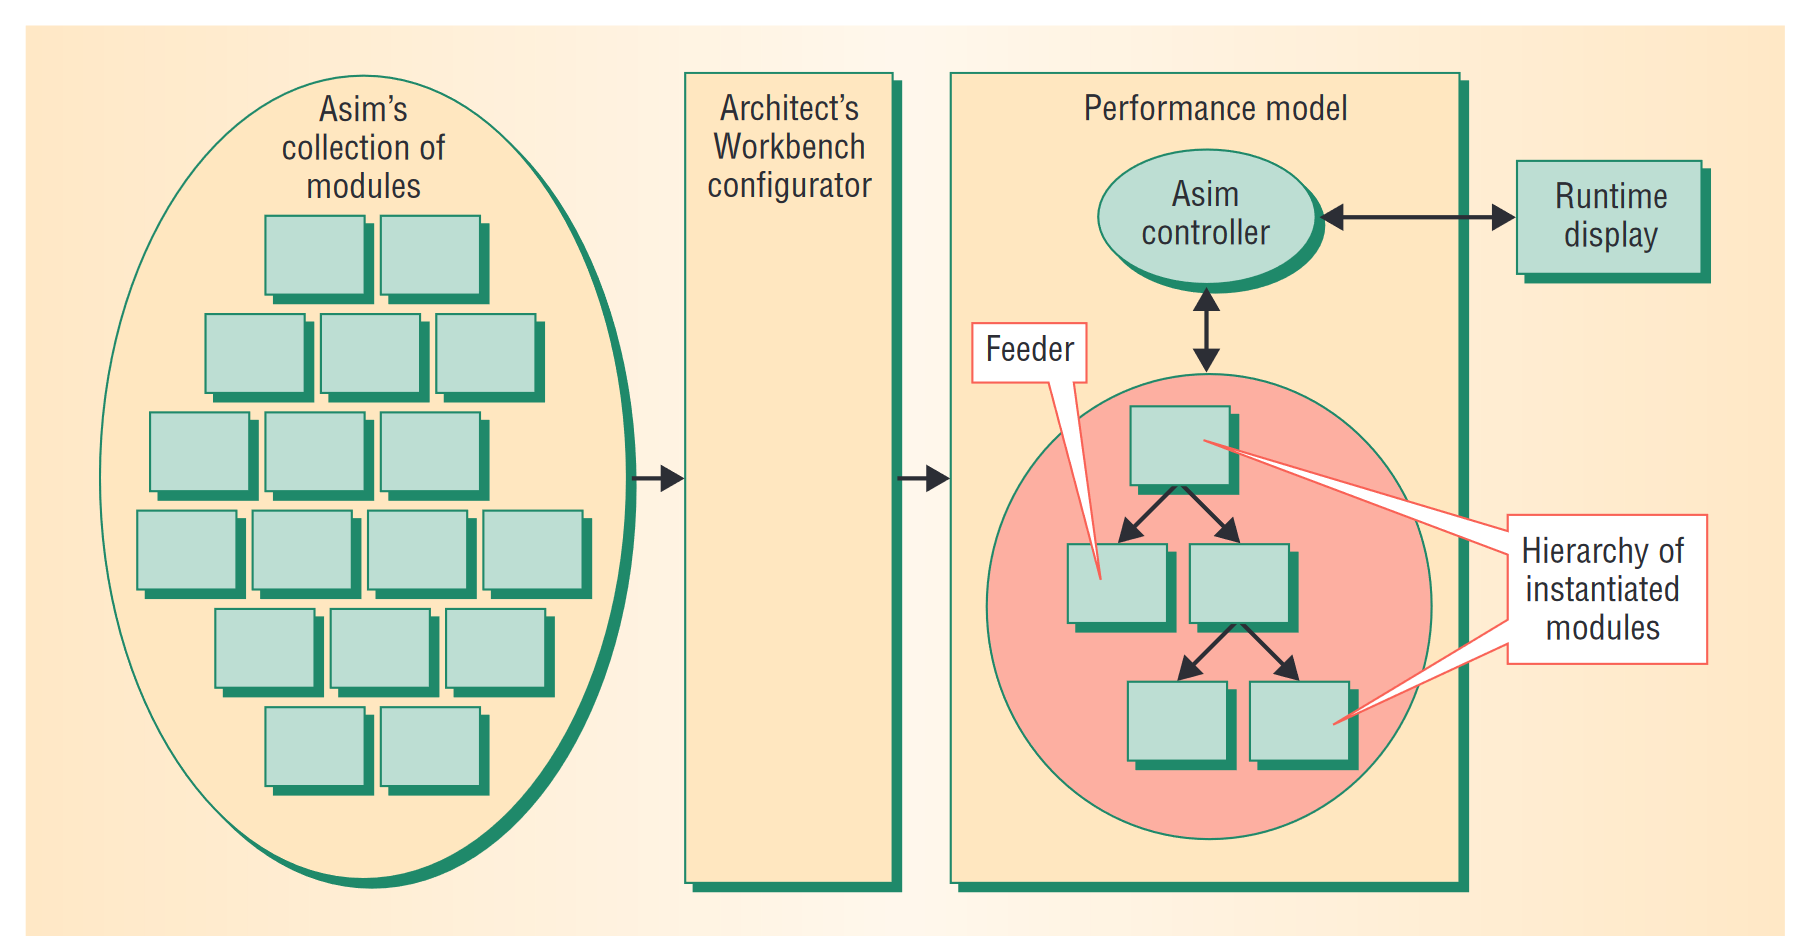 Asim’s
collection of
modules
Architect’s
Workbench
configurator
Performance model
Asim
controller
Runtime
display
Feeder
Hierarchy of
instantiated
modules